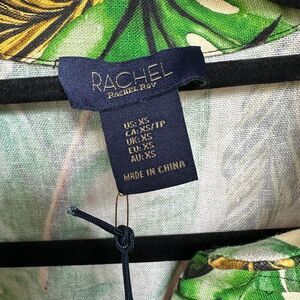 RACHEL
RACHEL ROY
US: XS
CA: XS/TP
UK: XS
EU: XS
AU: XS
MADE IN CHINA